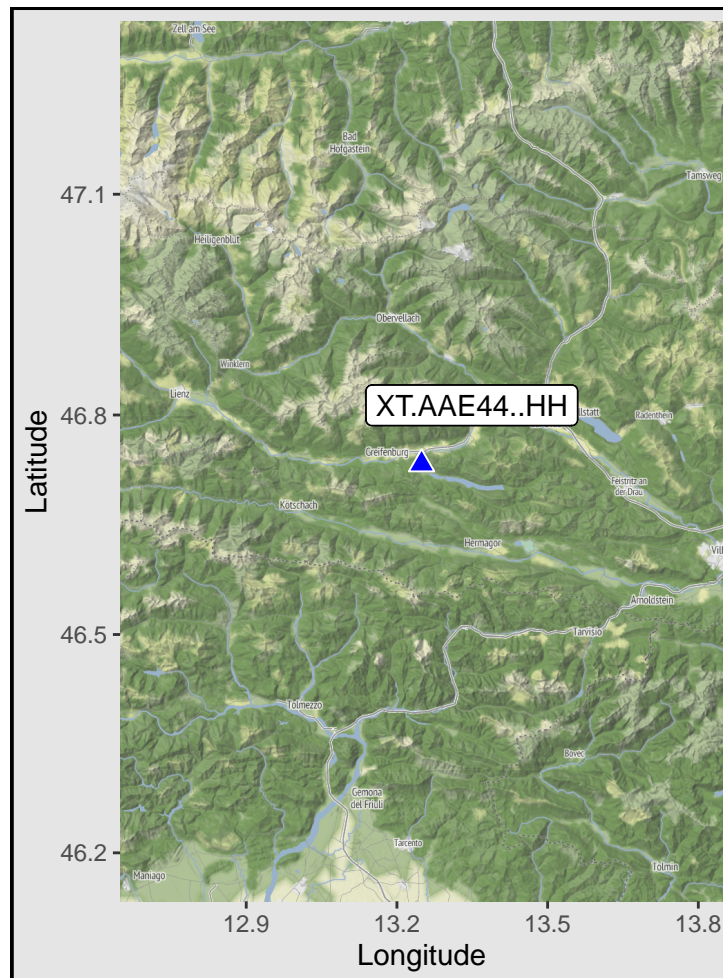 Zell am See
Bad
Hofgastein
Tamsweg
47.1
Heiligenblut
Obervellach
Winklern
Lienz
46.8
XT.AAE44..HH
llstatt
Radenthein
Greifenburg
Feistritz an
der Drau
Kötschach
Hermagor
Vill
Arnoldstein
Latitude
46.5
Tarvisio
Tolmezzo
Bovec
Gemona
del Friuli
Tarcento
46.2
Maniago
Tolmin
12.9
13.2
13.5
13.8
Longitude